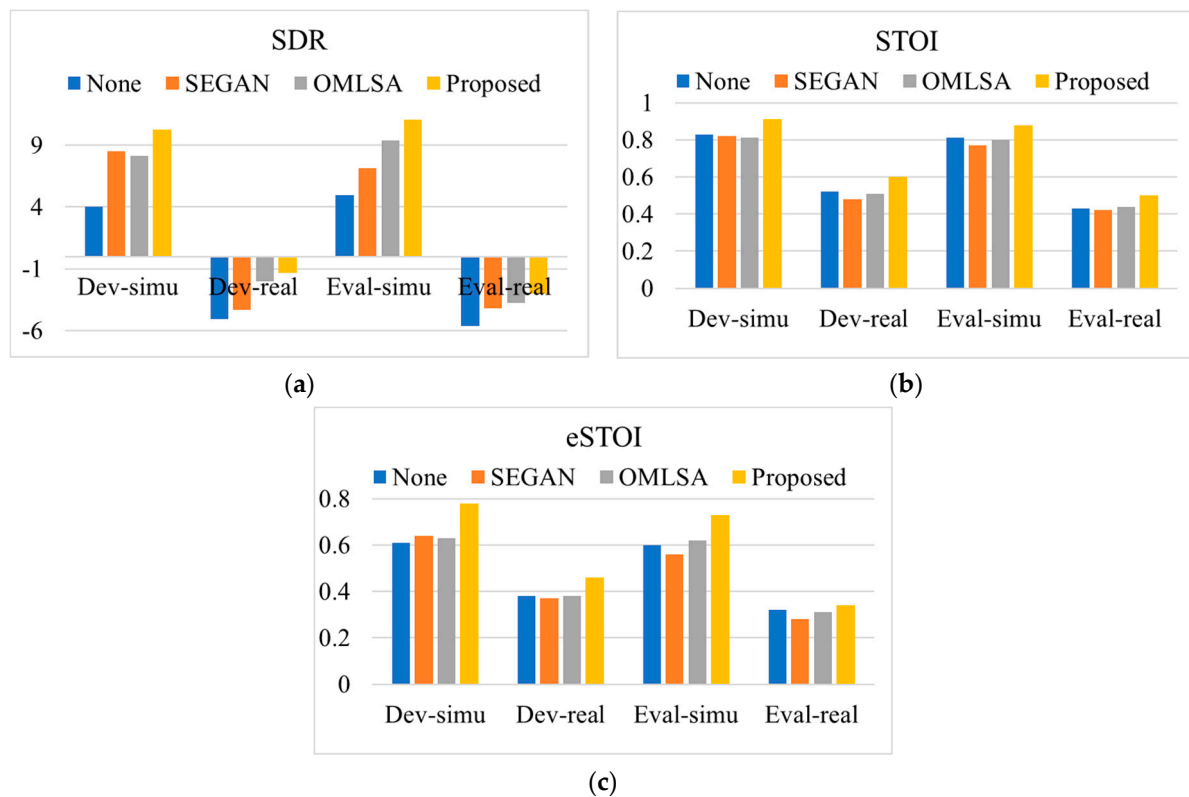 SDR
None SEGAN OMLSA Proposed
9
4
-1
-6
Dev-simu Dev-real Eval-simu Eval-real
(a)
STOI
None SEGAN OMLSA Proposed
1
0.8
0.6
0.4
0.2
0
Dev-simu Dev-real Eval-simu Eval-real
(b)
eSTOI
None SEGAN OMLSA Proposed
0.8
0.6
0.4
0.2
0
Dev-simu Dev-real Eval-simu Eval-real
(c)